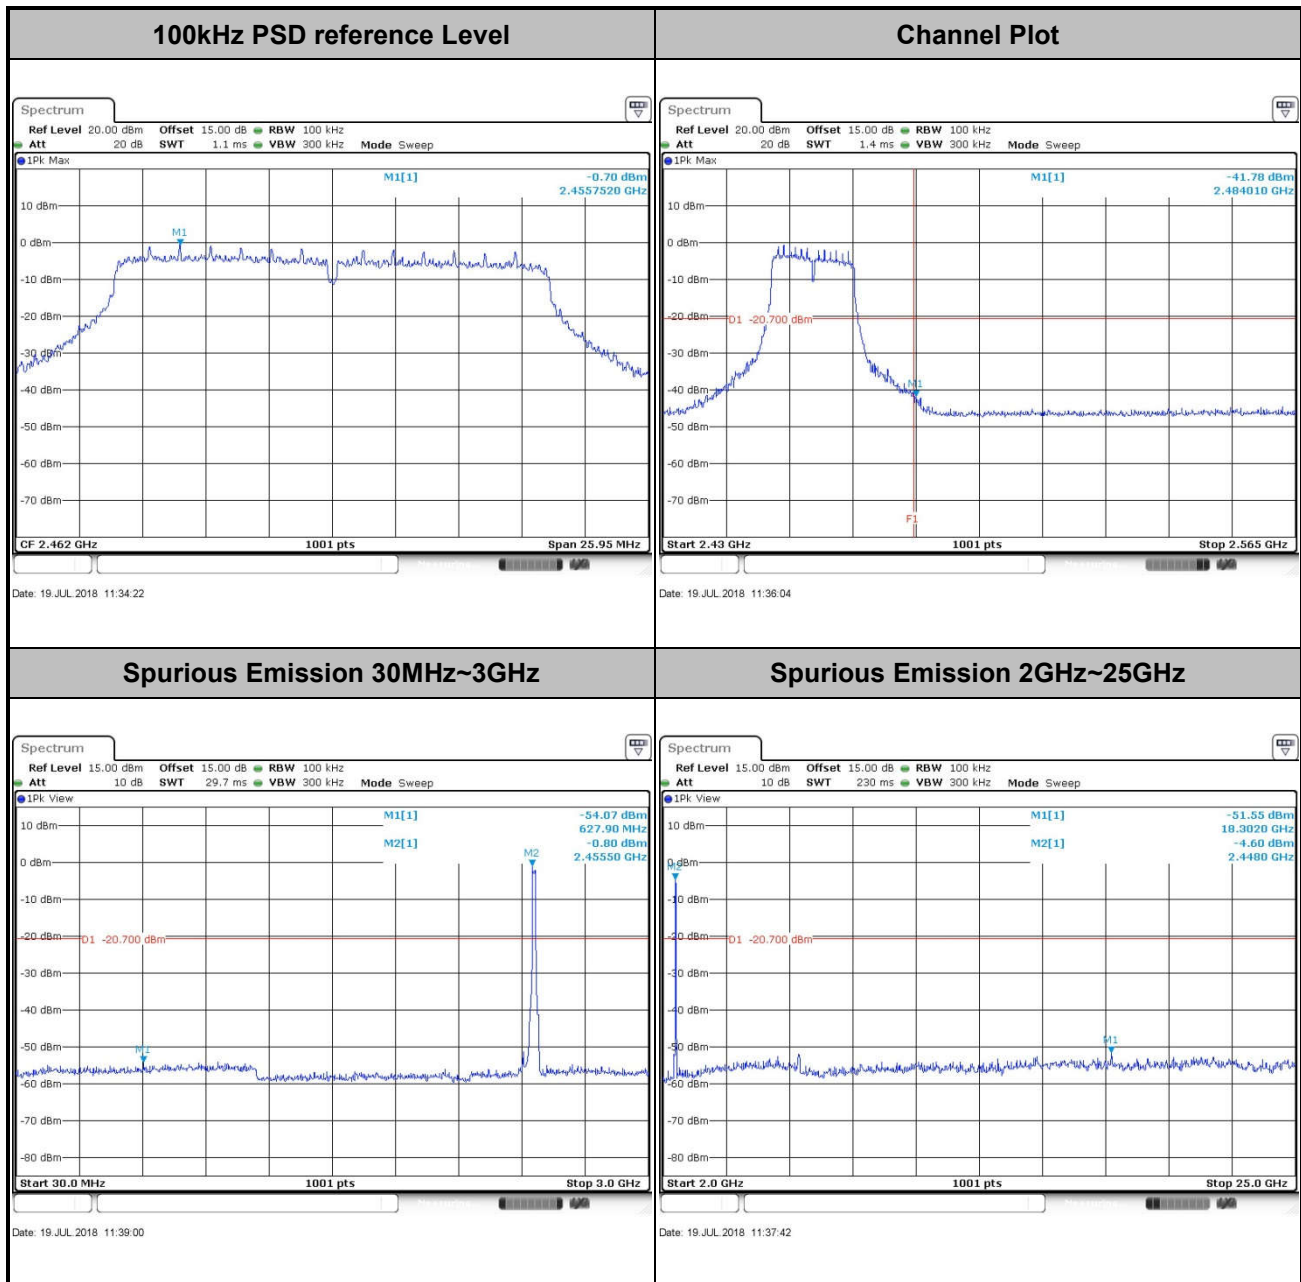 100kHz PSD reference Level
Channel Plot
Spectrum
Ref Level 20.00 dBm Offset 15.00 dB RBW 100 kHz
Att 20 dB SWT 1.1 ms VBW 300 kHz Mode Sweep
1Pk Max
M1[1] -0.70 dBm
2.4557520 GHz
10 dBm
M1
0 dBm
-10 dBm
-20 dBm
-30 dBm
-40 dBm
-50 dBm
-60 dBm
-70 dBm
CF 2.462 GHz 1001 pts Span 25.95 MHz
Date: 19.JUL.2018 11:34:22
Spectrum
Ref Level 20.00 dBm Offset 15.00 dB RBW 100 kHz
Att 20 dB SWT 1.4 ms VBW 300 kHz Mode Sweep
1Pk Max
M1[1] -41.78 dBm
2.484010 GHz
10 dBm
0 dBm
-10 dBm
-20 dBm
D1 -20.700 dBm
-30 dBm
-40 dBm
M1
-50 dBm
-60 dBm
-70 dBm
F1
Start 2.43 GHz 1001 pts Stop 2.565 GHz
Date: 19.JUL.2018 11:36:04
Spurious Emission 30MHz~3GHz
Spurious Emission 2GHz~25GHz
Spectrum
Ref Level 15.00 dBm Offset 15.00 dB RBW 100 kHz
Att 10 dB SWT 29.7 ms VBW 300 kHz Mode Sweep
1Pk View
M1[1] -54.07 dBm
627.90 MHz
10 dBm
M2[1] -0.80 dBm
2.45550 GHz
M2
0 dBm
-10 dBm
-20 dBm
D1 -20.700 dBm
-30 dBm
-40 dBm
-50 dBm
M1
-60 dBm
-70 dBm
-80 dBm
Start 30.0 MHz 1001 pts Stop 3.0 GHz
Date: 19.JUL.2018 11:39:00
Spectrum
Ref Level 15.00 dBm Offset 15.00 dB RBW 100 kHz
Att 10 dB SWT 230 ms VBW 300 kHz Mode Sweep
1Pk View
M1[1] -51.55 dBm
18.3020 GHz
10 dBm
M2[1] -4.60 dBm
2.4480 GHz
0 dBm
M2
-10 dBm
-20 dBm
D1 -20.700 dBm
-30 dBm
-40 dBm
-50 dBm
M1
-60 dBm
-70 dBm
-80 dBm
Start 2.0 GHz 1001 pts Stop 25.0 GHz
Date: 19.JUL.2018 11:37:42